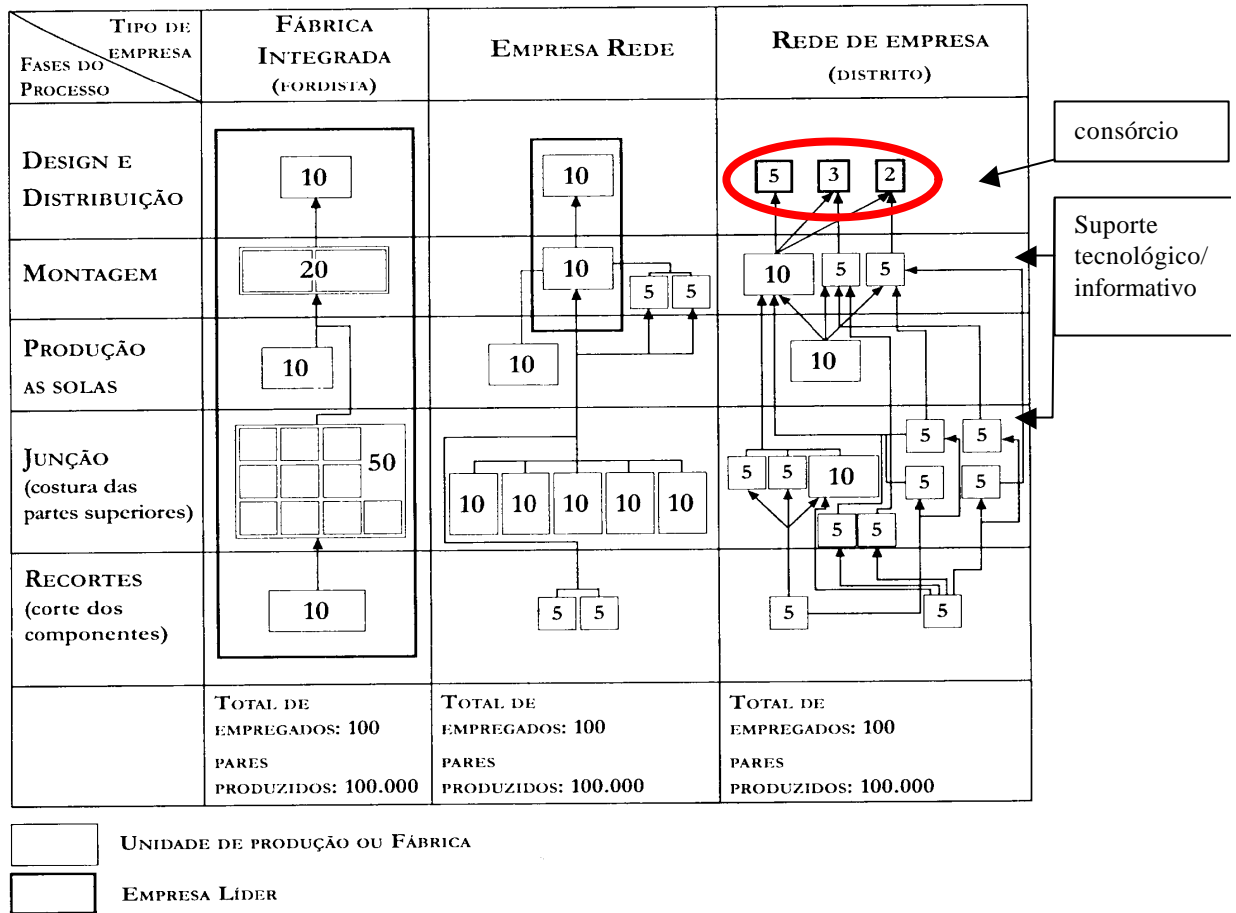 TIPO DE
EMPRESA
FASES DO
PROCESSO
FÁBRICA
INTEGRADA
(FORDISTA)
EMPRESA REDE
REDE DE EMPRESA
(DISTRITO)
consórcio
DESIGN E
DISTRIBUIÇÃO
10
10
5 3 2
Suporte
tecnológico/
informativo
MONTAGEM
20
10
5 5
10 5 5
PRODUÇÃO
AS SOLAS
10
10
10
JUNÇÃO
(costura das
partes superiores)
50
10 10 10 10 10
5 5
5 5 10 5 5
5 5
RECORTES
(corte dos
componentes)
10
5 5
5 5
TOTAL DE
EMPREGADOS: 100
PARES
PRODUZIDOS: 100.000
TOTAL DE
EMPREGADOS: 100
PARES
PRODUZIDOS: 100.000
TOTAL DE
EMPREGADOS: 100
PARES
PRODUZIDOS: 100.000
UNIDADE DE PRODUÇÃO OU FÁBRICA
EMPRESA LÍDER